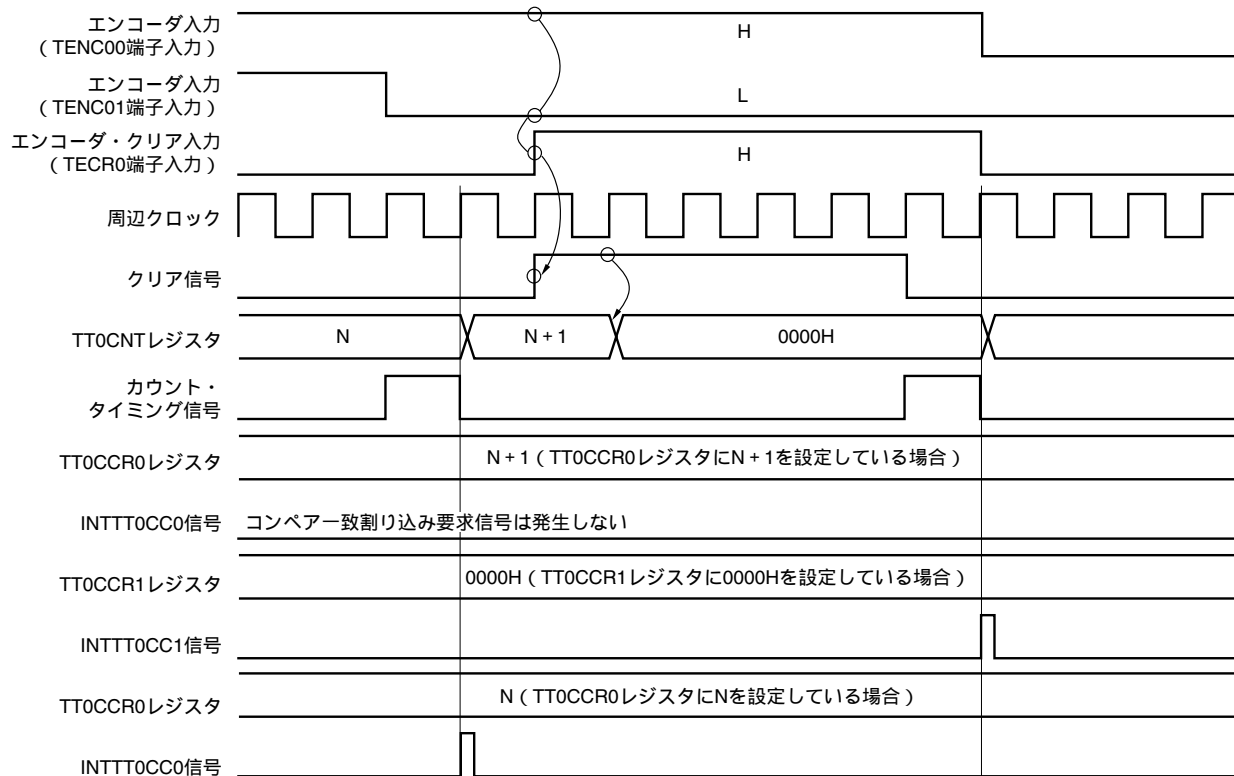 エンコーダ入力
（TENC00端子入力）
H
エンコーダ入力
（TENC01端子入力）
L
エンコーダ・クリア入力
（TECR0端子入力）
H
周辺クロック
クリア信号
TT0CNTレジスタ
N
N + 1
0000H
カウント・
タイミング信号
TT0CCR0レジスタ
N + 1（TT0CCR0レジスタにN + 1を設定している場合）
INTTT0CC0信号
コンペア一致割り込み要求信号は発生しない
TT0CCR1レジスタ
0000H（TT0CCR1レジスタに0000Hを設定している場合）
INTTT0CC1信号
TT0CCR0レジスタ
N（TT0CCR0レジスタにNを設定している場合）
INTTT0CC0信号